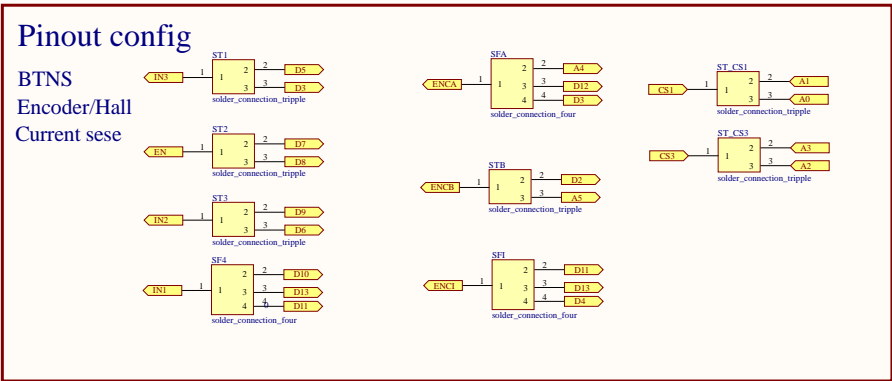 Pinout config
BTNS
Encoder/Hall
Current sese
ST1
IN3 1 1 2 2 D5
3 3 D3
solder_connection_tripple
ST2
EN 1 1 2 2 D7
3 3 D8
solder_connection_tripple
ST3
IN2 1 1 2 2 D9
3 3 D6
solder_connection_tripple
SF4
IN1 1 1 2 2 D10
3 3 D13
4 4 D11
solder_connection_four
SFA
ENCA 1 1 2 2 A4
3 3 D12
4 4 D3
solder_connection_four
STB
ENCB 1 1 2 2 D2
3 3 A5
solder_connection_tripple
SFI
ENCI 1 1 2 2 D11
3 3 D13
4 4 D4
solder_connection_four
ST_CS1
CS1 1 1 2 2 A1
3 3 A0
solder_connection_tripple
ST_CS3
CS3 1 1 2 2 A3
3 3 A2
solder_connection_tripple